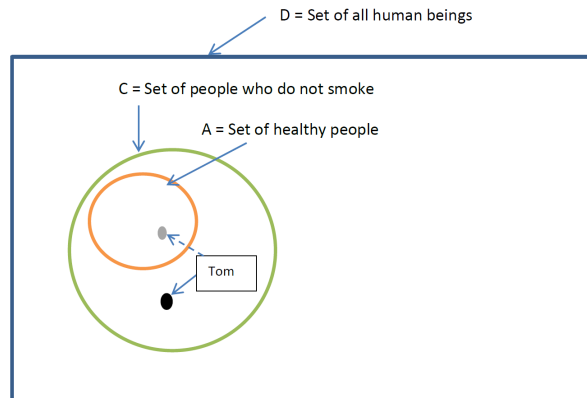 D = Set of all human beings
C = Set of people who do not smoke
A = Set of healthy people
Tom